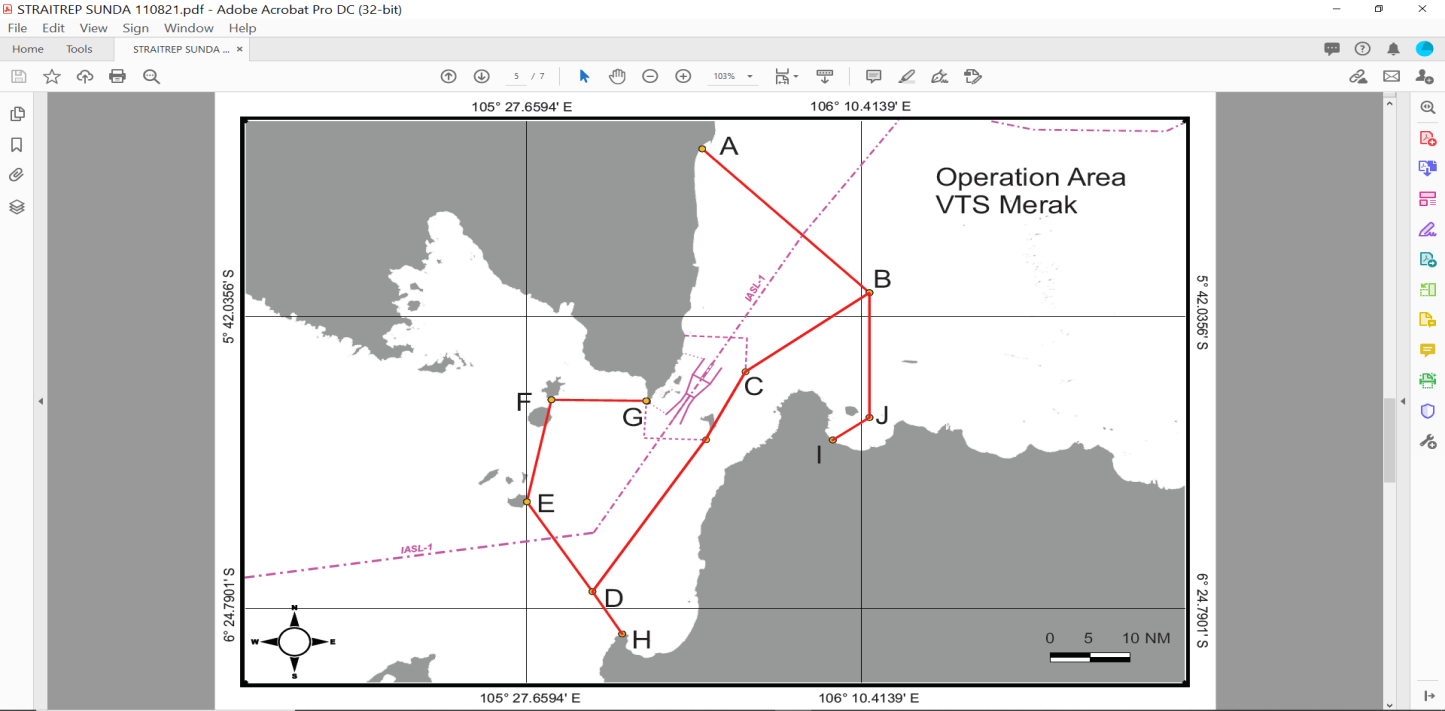 STRAITREP SUNDA 110821.pdf - Adobe Acrobat Pro DC (32-bit)
File Edit View Sign Window Help
Home Tools STRAITREP SUNDA ... ×
5 / 7 103%
105° 27.6594' E 106° 10.4139' E
A
Operation Area
VTS Merak
B
IASL-1
5° 42.0356' S
5° 42.0356'S
C
F
G
J
I
E
IASL-1
D
6° 24.7901' S
6° 24.7901'S
H
N
W E
S
0 5 10 NM
105° 27.6594' E 106° 10.4139' E